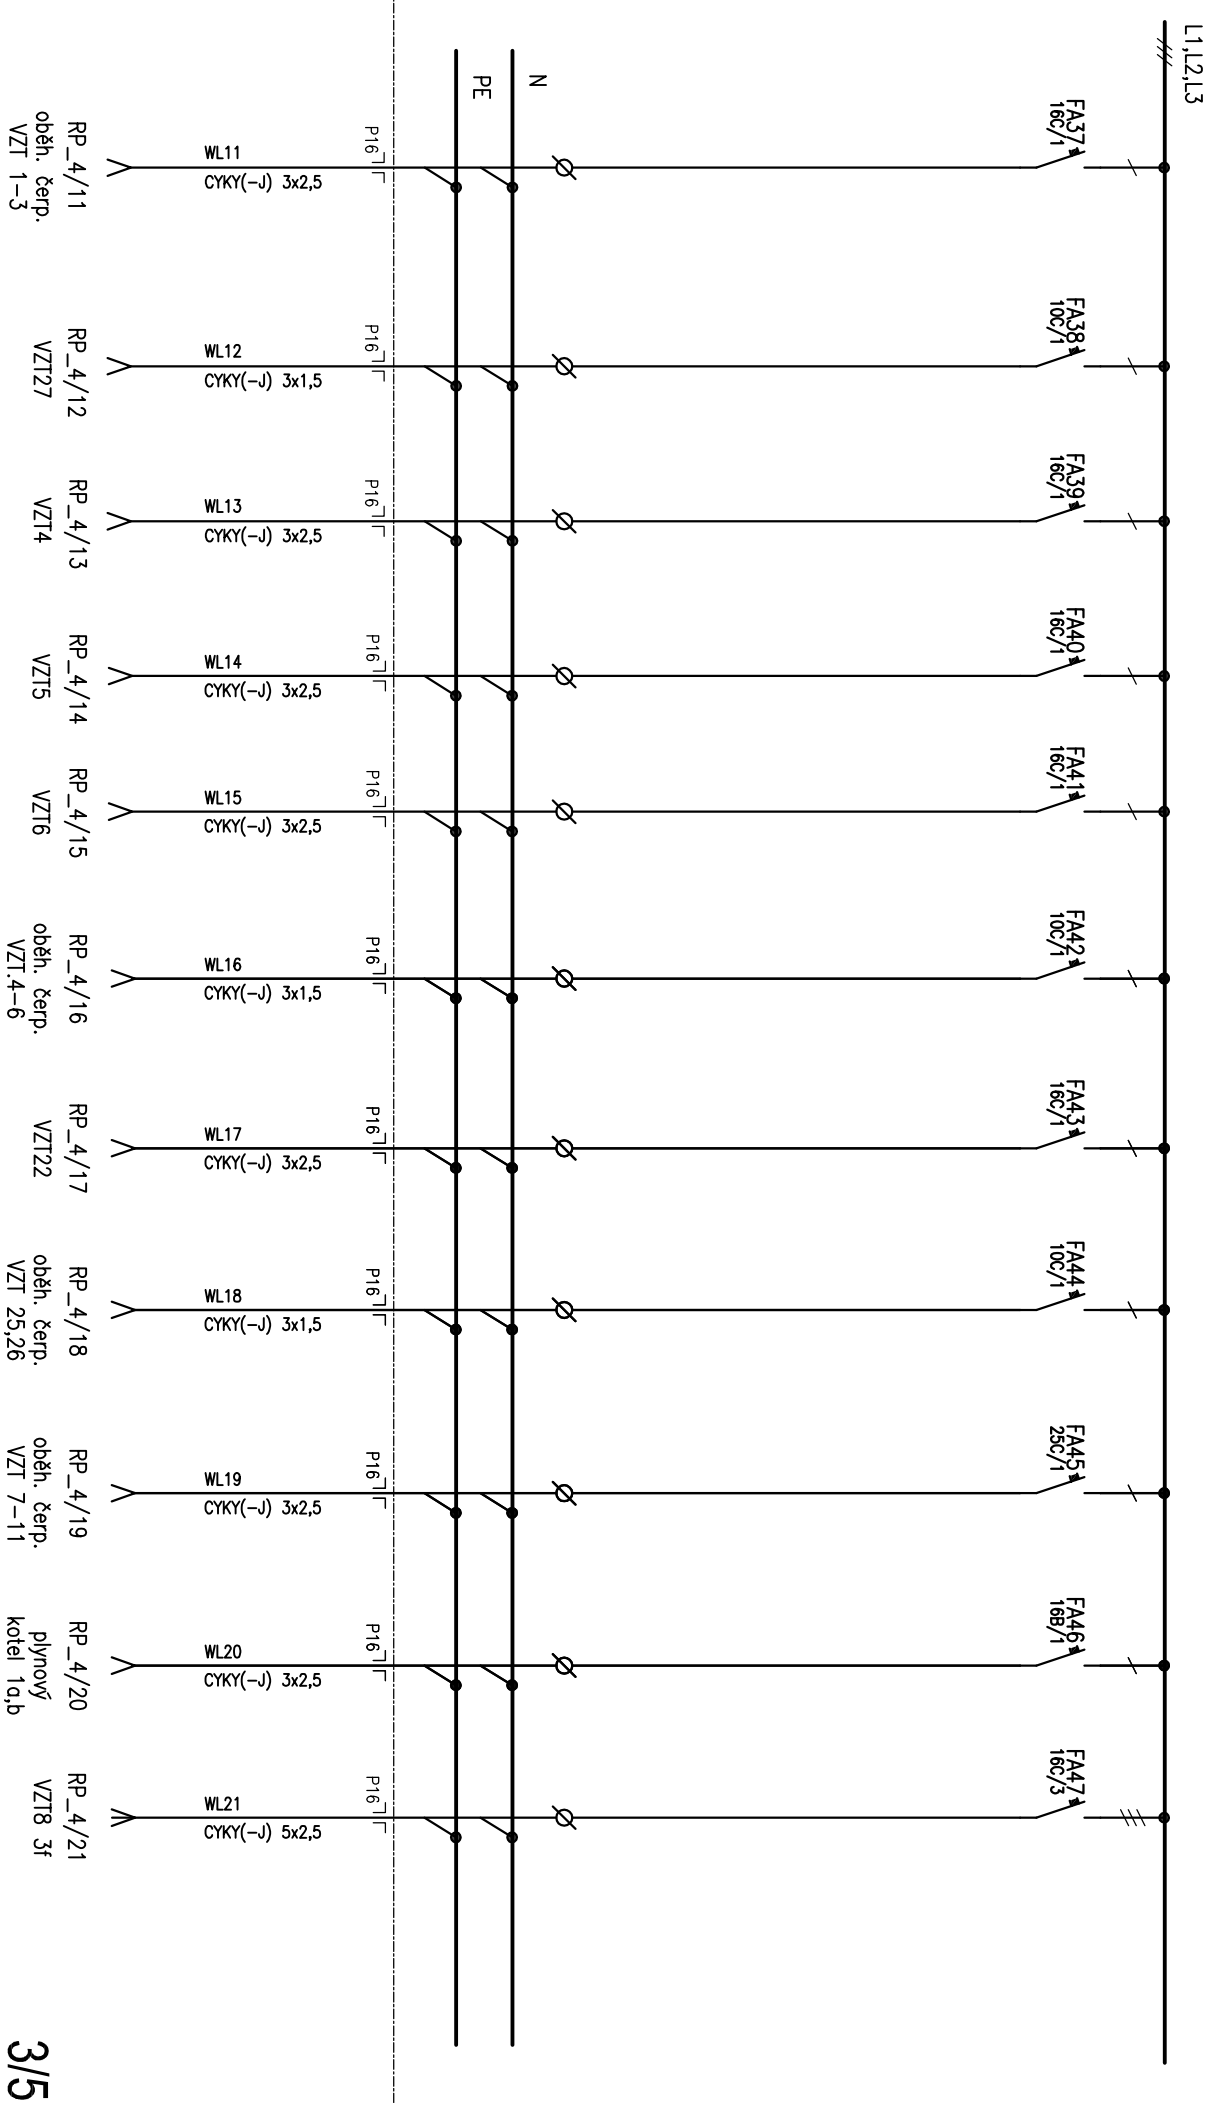 L1,L2,L3
N
PE
FA37
16C/1
P16
WL11
CYKY(-J) 3x2,5
RP_4/11
oběh. čerp.
VZT 1-3
FA38
10C/1
P16
WL12
CYKY(-J) 3x1,5
RP_4/12
VZT27
FA39
16C/1
P16
WL13
CYKY(-J) 3x2,5
RP_4/13
VZT4
FA40
16C/1
P16
WL14
CYKY(-J) 3x2,5
RP_4/14
VZT5
FA41
16C/1
P16
WL15
CYKY(-J) 3x2,5
RP_4/15
VZT6
FA42
10C/1
P16
WL16
CYKY(-J) 3x1,5
RP_4/16
oběh. čerp.
VZT.4-6
FA43
16C/1
P16
WL17
CYKY(-J) 3x2,5
RP_4/17
VZT22
FA44
10C/1
P16
WL18
CYKY(-J) 3x1,5
RP_4/18
oběh. čerp.
VZT 25,26
FA45
25C/1
P16
WL19
CYKY(-J) 3x2,5
RP_4/19
oběh. čerp.
VZT 7-11
FA46
16B/1
P16
WL20
CYKY(-J) 3x2,5
RP_4/20
plynový
kotel 1a,b
FA47
16C/3
P16
WL21
CYKY(-J) 5x2,5
RP_4/21
VZT8 3f
3/5